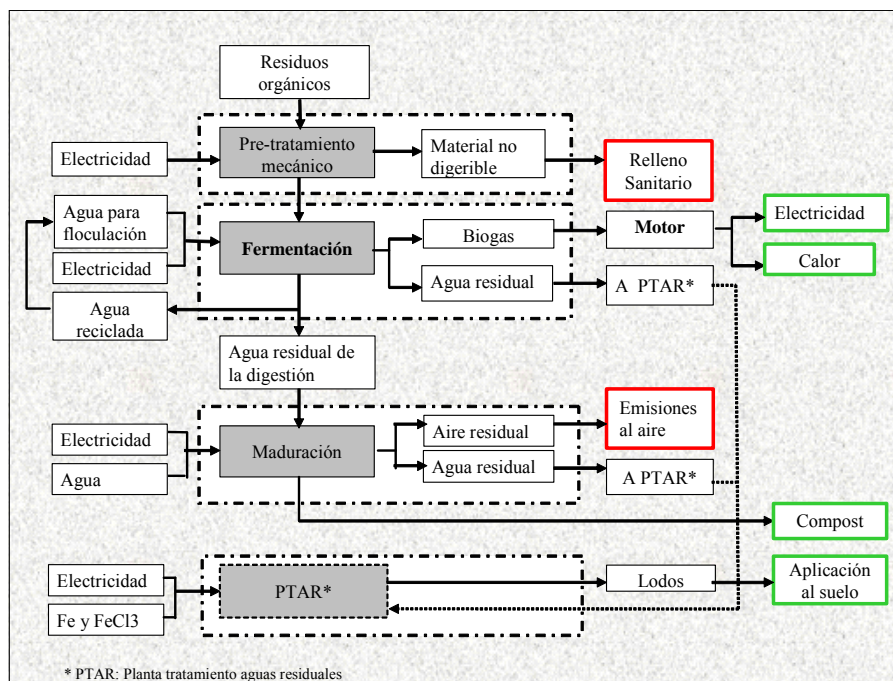 Residuos
orgánicos
Electricidad
Pre-tratamiento
mecánico
Material no
digerible
Relleno
Sanitario
Agua para
floculación
Electricidad
Fermentación
Biogas
Motor
Electricidad
Calor
Agua residual
A PTAR*
Agua
reciclada
Agua residual de
la digestión
Electricidad
Agua
Maduración
Aire residual
Agua residual
Emisiones
al aire
A PTAR*
Compost
Electricidad
Fe y FeCl3
PTAR*
Lodos
Aplicación
al suelo
* PTAR: Planta tratamiento aguas residuales